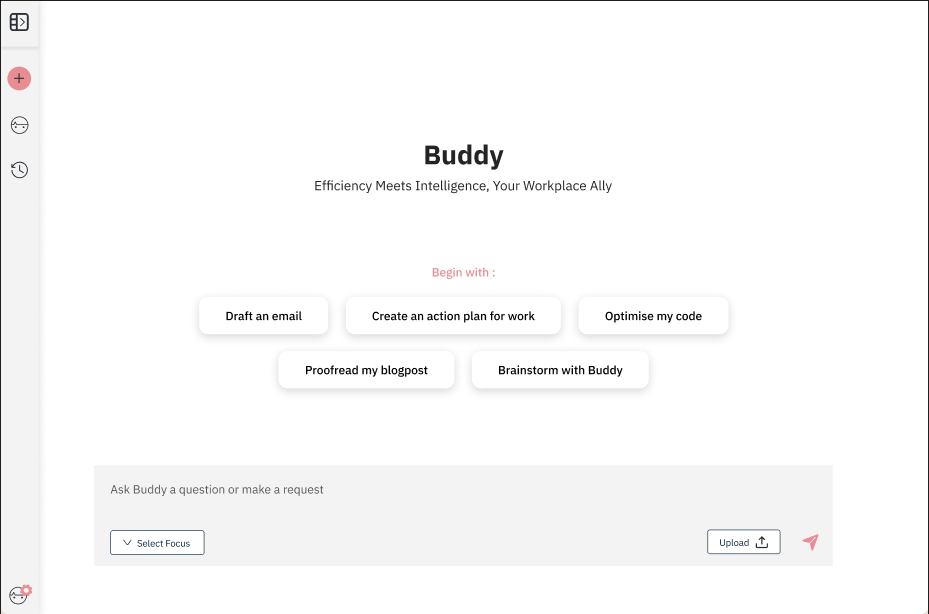 Buddy
Efficiency Meets Intelligence, Your Workplace Ally
Begin with :
Draft an email
Create an action plan for work
Optimise my code
Proofread my blogpost
Brainstorm with Buddy
Ask Buddy a question or make a request
Select Focus
Upload